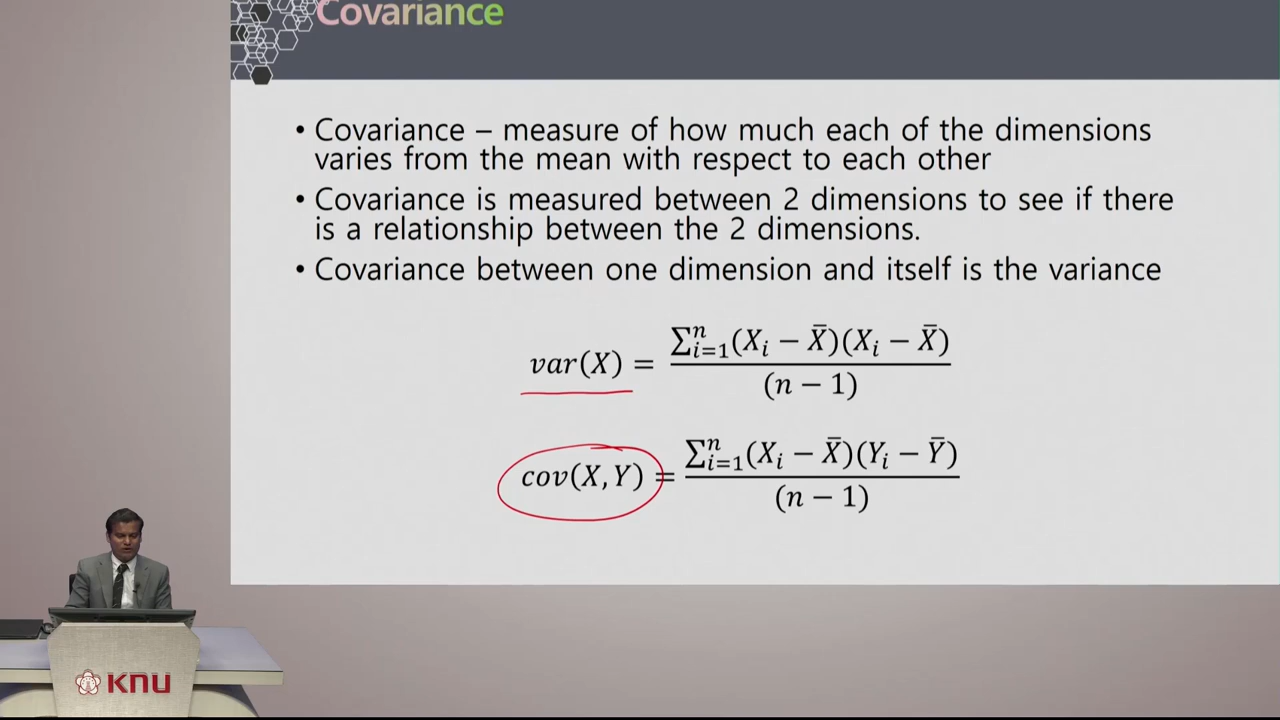 Covariance
• Covariance – measure of how much each of the dimensions
varies from the mean with respect to each other
• Covariance is measured between 2 dimensions to see if there
is a relationship between the 2 dimensions.
• Covariance between one dimension and itself is the variance
var(X) = ∑ⁿᵢ₌₁(Xᵢ − X̄)(Xᵢ − X̄) / (n − 1)
cov(X, Y) = ∑ⁿᵢ₌₁(Xᵢ − X̄)(Yᵢ − Ȳ) / (n − 1)
KNU